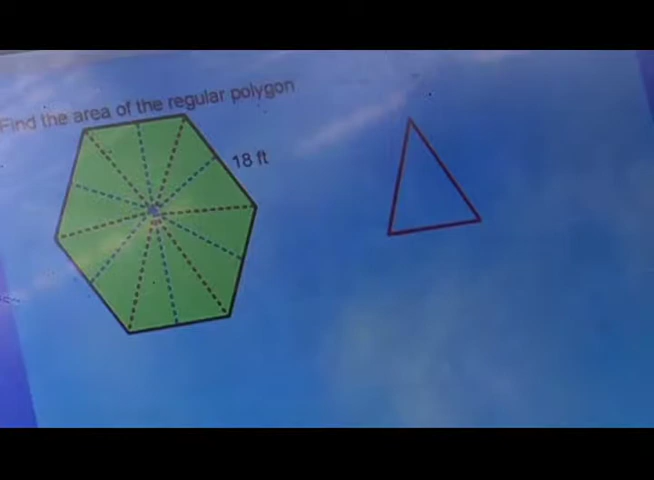 Find the area of the regular polygon
18 ft